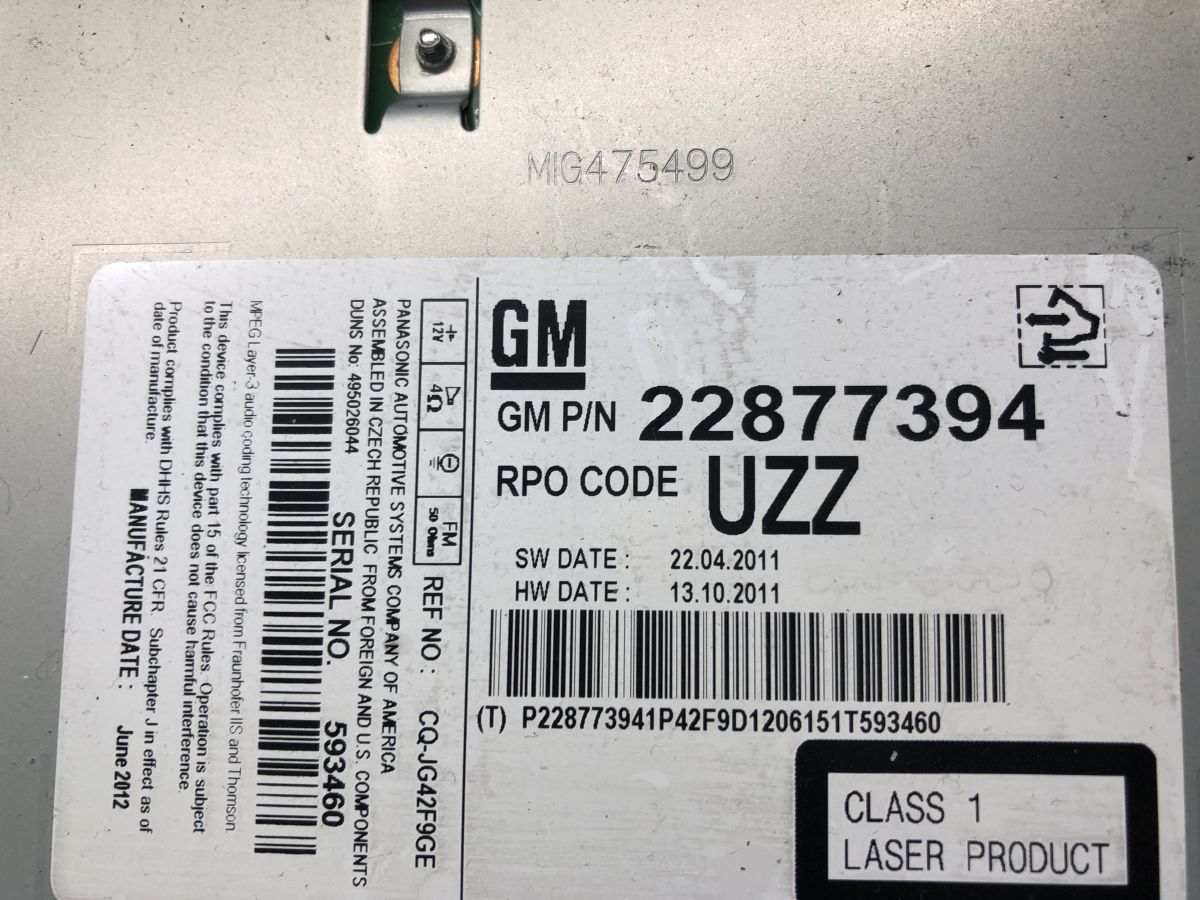 MIG475499
GM
GM P/N 22877394
RPO CODE UZZ
SW DATE : 22.04.2011
HW DATE : 13.10.2011
(T) P228773941P42F9D1206151T593460
CLASS 1
LASER PRODUCT
12V
4Ω
FM
50 Ohms
REF NO : CQ-JG42F9GE
PANASONIC AUTOMOTIVE SYSTEMS COMPANY OF AMERICA
ASSEMBLED IN CZECH REPUBLIC FROM FOREIGN AND U.S. COMPONENTS
DUNS No: 495026044
SERIAL NO. 593460
MPEG Layer-3 audio coding technology licensed from Fraunhofer IIS and Thomson.
This device complies with part 15 of the FCC Rules. Operation is subject
to the condition that this device does not cause harmful interference.
Product complies with DHHS Rules 21 CFR. Subchapter J in effect as of
date of manufacture.
MANUFACTURE DATE : June 2012